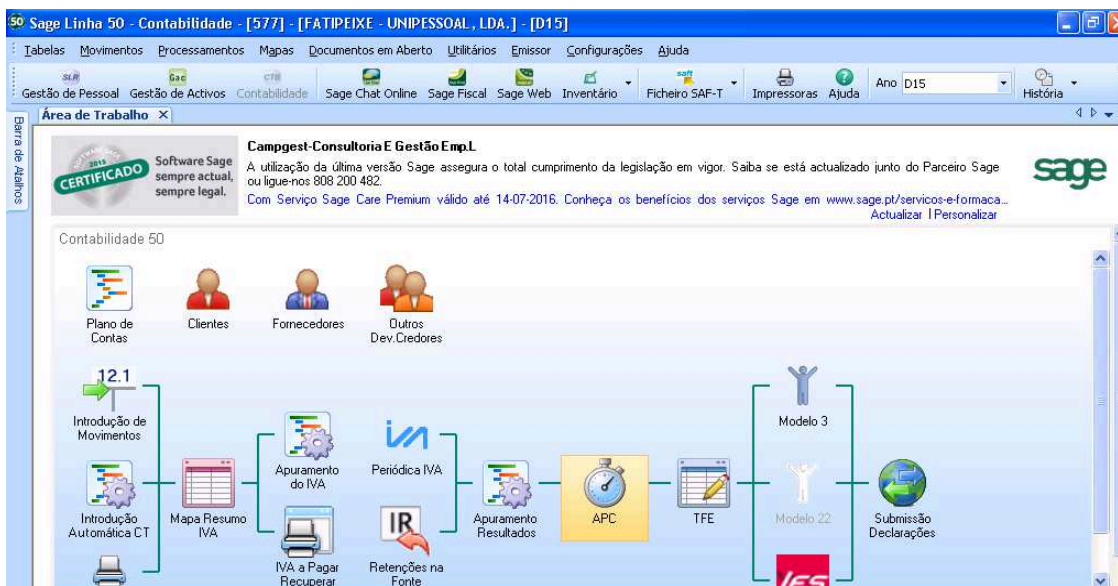 50 Sage Linha 50 - Contabilidade - [577] - [FATIPEIXE - UNIPESSOAL, LDA.] - [D15]
Tabelas Movimentos Processamentos Mapas Documentos em Aberto Utilitários Emissor Configurações Ajuda
SLR Gac CTB saft
Gestão de Pessoal Gestão de Activos Contabilidade Sage Chat Online Sage Fiscal Sage Web Inventário Ficheiro SAF-T Impressoras Ajuda Ano D15 História
Barra de Atalhos
Área de Trabalho X
2015
CERTIFICADO
Software Sage
sempre actual,
sempre legal.
Campgest-Consultoria E Gestão Emp.L
A utilização da última versão Sage assegura o total cumprimento da legislação em vigor. Saiba se está actualizado junto do Parceiro Sage
ou ligue-nos 808 200 482.
Com Serviço Sage Care Premium válido até 14-07-2016. Conheça os benefícios dos serviços Sage em www.sage.pt/servicos-e-formaca...
Actualizar | Personalizar
sage
Contabilidade 50
Plano de
Contas
Clientes
Fornecedores
Outros
Dev.Credores
12.1
Introdução de
Movimentos
Introdução
Automática CT
Mapa Resumo
IVA
Apuramento
do IVA
IVA a Pagar
Recuperar
iva
Periódica IVA
IR
Retenções na
Fonte
Apuramento
Resultados
APC
TFE
Modelo 3
Modelo 22
IES
Submissão
Declarações